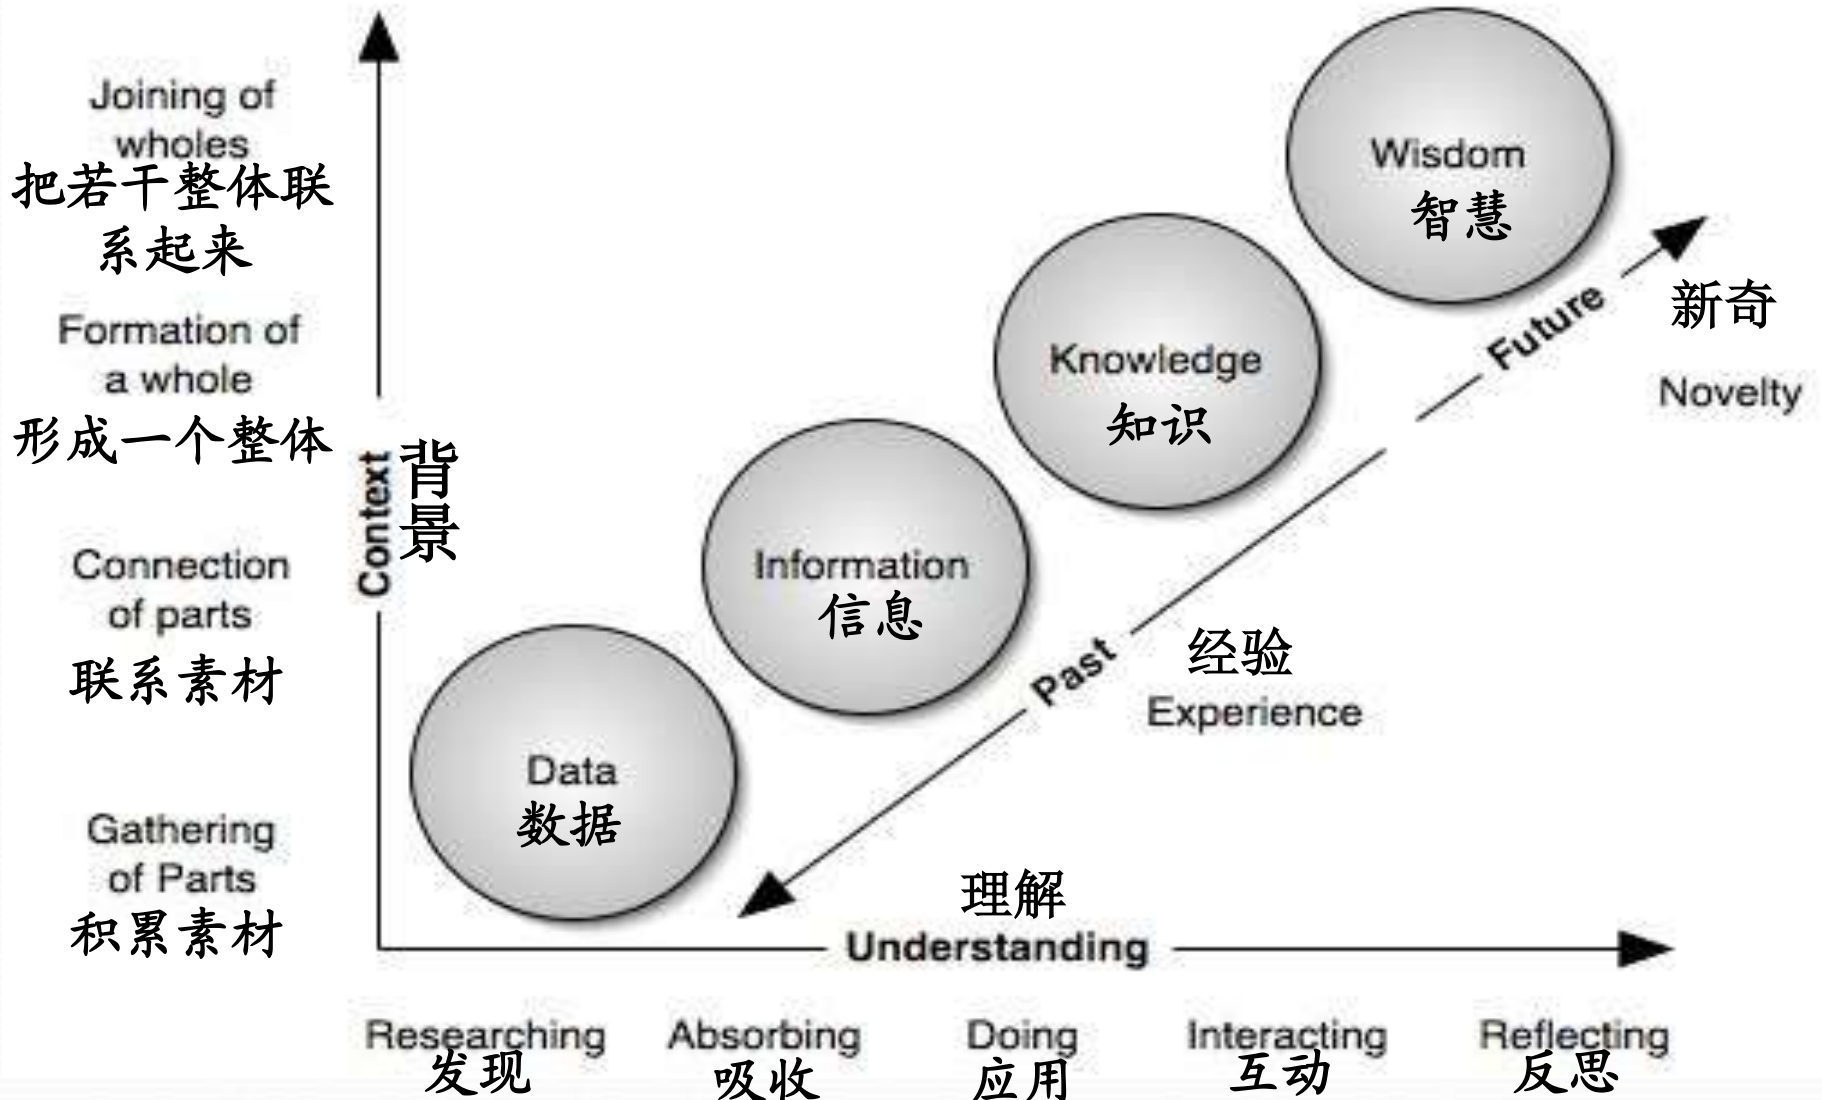 Joining of
wholes
把若干整体联
系起来
Formation of
a whole
形成一个整体
Connection
of parts
联系素材
Gathering
of Parts
积累素材
Context
背景
Wisdom
智慧
Knowledge
知识
Information
信息
Data
数据
Future
新奇
Novelty
Past
经验
Experience
理解
Understanding
Researching
发现
Absorbing
吸收
Doing
应用
Interacting
互动
Reflecting
反思